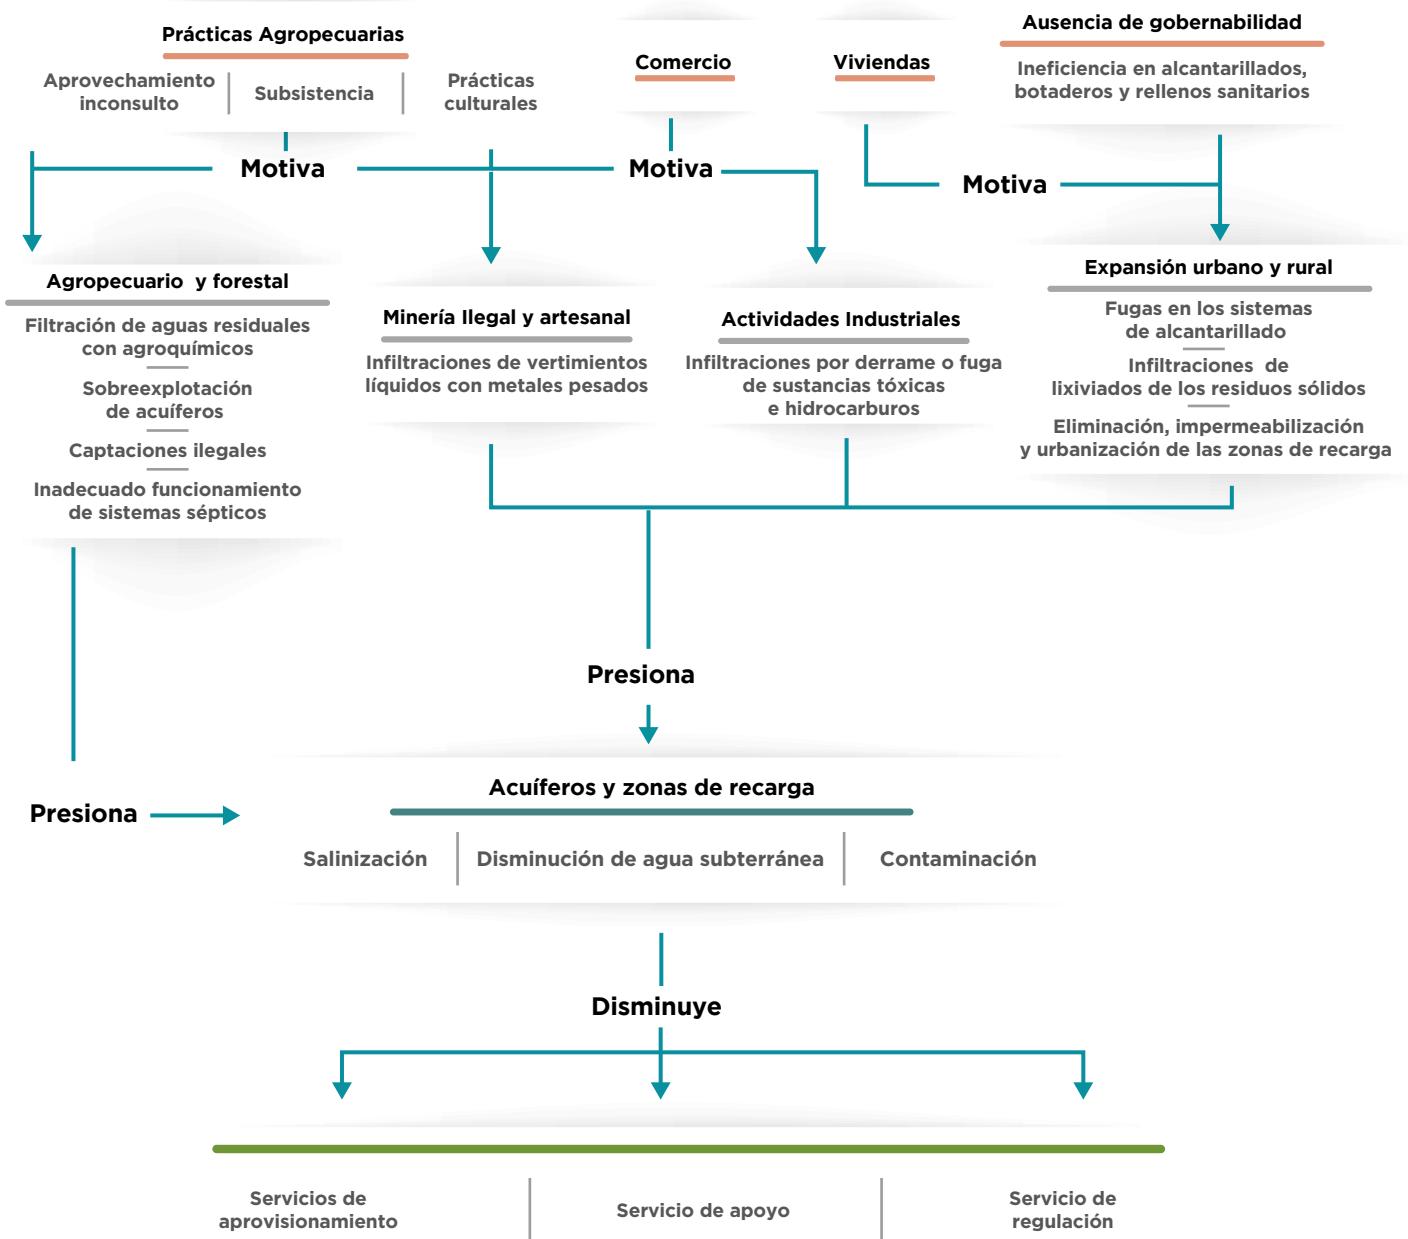 Prácticas Agropecuarias
Aprovechamiento
inconsulto
Subsistencia
Prácticas
culturales
Comercio
Viviendas
Ausencia de gobernabilidad
Ineficiencia en alcantarillados,
botaderos y rellenos sanitarios
Motiva
Motiva
Motiva
Agropecuario y forestal
Filtración de aguas residuales
con agroquímicos
Sobreexplotación
de acuíferos
Captaciones ilegales
Inadecuado funcionamiento
de sistemas sépticos
Minería Ilegal y artesanal
Infiltraciones de vertimientos
líquidos con metales pesados
Actividades Industriales
Infiltraciones por derrame o fuga
de sustancias tóxicas
e hidrocarburos
Expansión urbano y rural
Fugas en los sistemas
de alcantarillado
Infiltraciones de
lixiviados de los residuos sólidos
Eliminación, impermeabilización
y urbanización de las zonas de recarga
Presiona
Presiona
Acuíferos y zonas de recarga
Salinización
Disminución de agua subterránea
Contaminación
Disminuye
Servicios de
aprovisionamiento
Servicio de apoyo
Servicio de
regulación